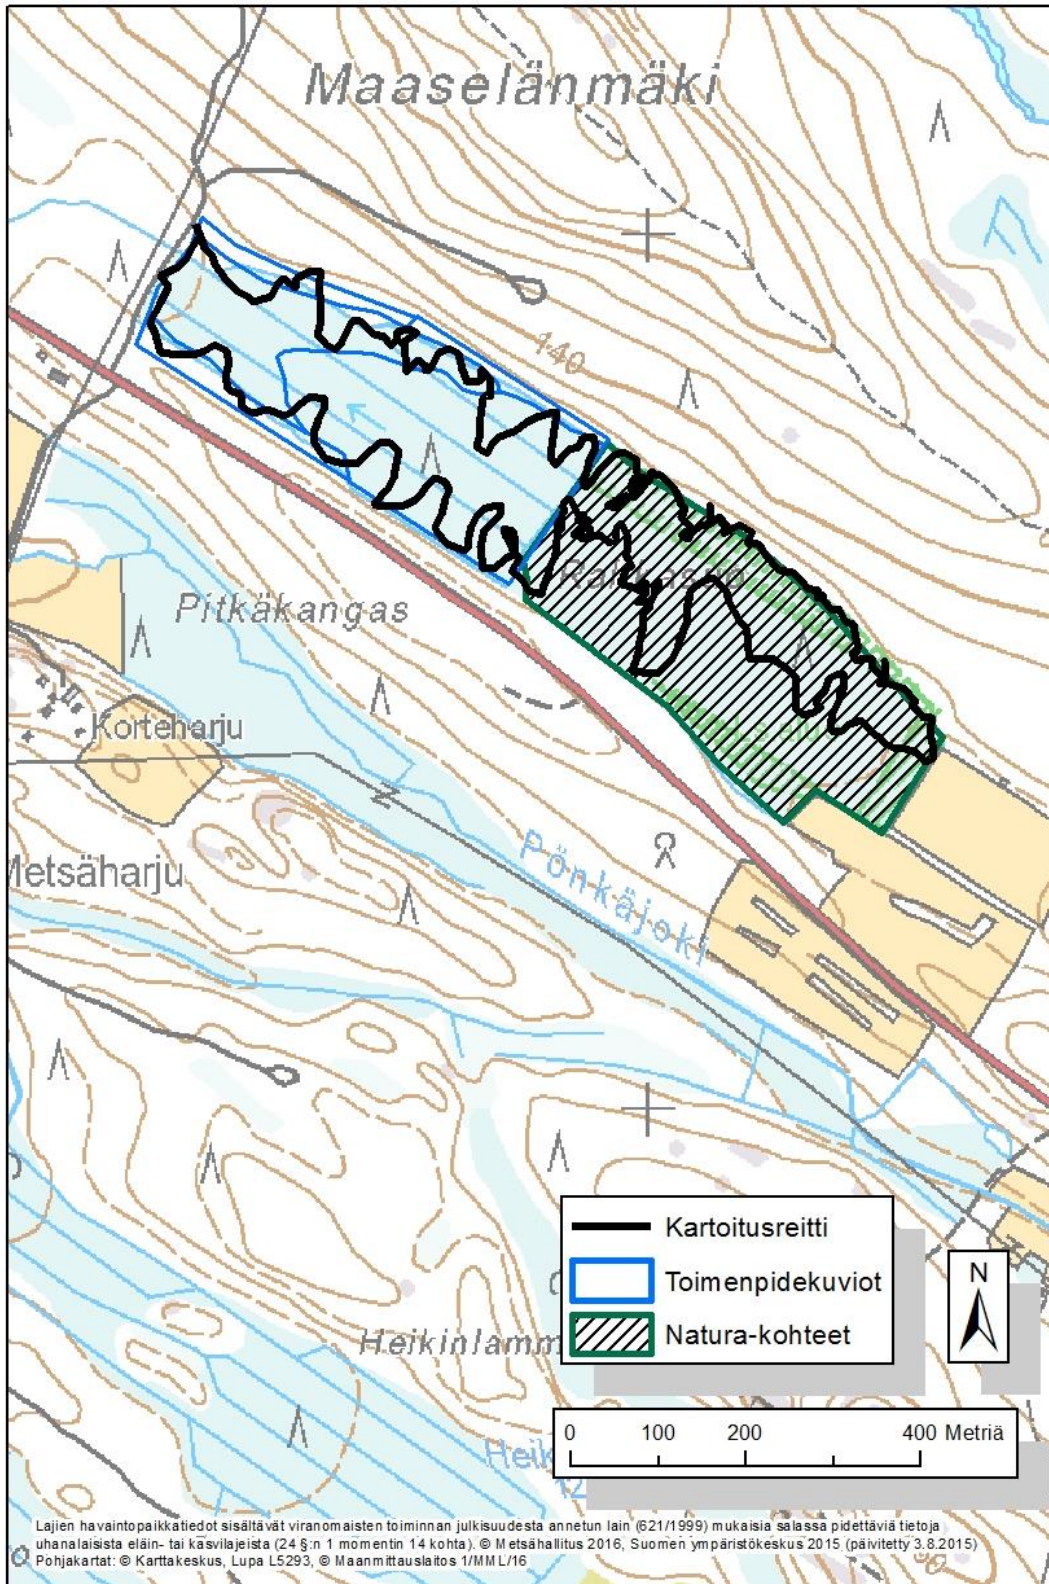 Maaselänmäki
140
Pitkäkangas
Korteharju
Metsäharju
Pönkäjoki
Kartoitusreitti
Toimenpidekuviot
Natura-kohteet
N
Heikinlamm
0 100 200 400 Metriä
Heik
Lajien havaintopaikkatiedot sisältävät viranomaisten toiminnan julkisuudesta annetun lain (621/1999) mukaisia salassa pidettäviä tietoja
uhanalaisista eläin- tai kasvilajeista (24 §:n 1 momentin 14 kohta). © Metsähallitus 2016, Suomen ympäristökeskus 2015 (päivitetty 3.8.2015)
Pohjakartat: © Karttakeskus, Lupa L5293, © Maanmittauslaitos 1/MML/16